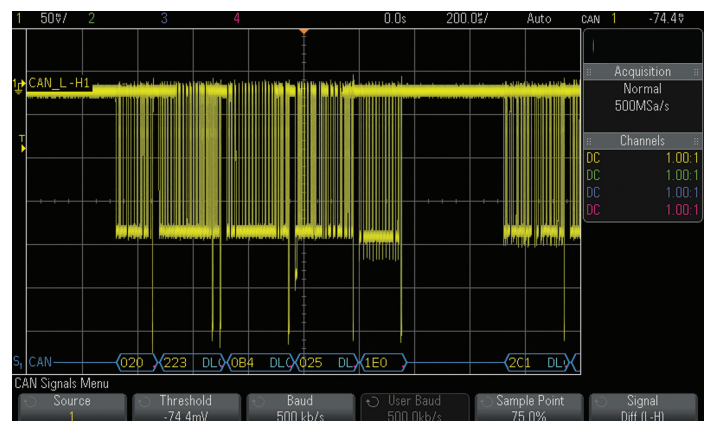 1 50V/ 2 3 4 0.0s 200.0s/ Auto CAN 1 -74.4V
CAN_L-H1
T
Acquisition
Normal
500MSa/s
Channels
DC 1.00:1
DC 1.00:1
DC 1.00:1
DC 1.00:1
S1 CAN 020 223 DL 0B4 DL 025 DL 1E0 2C1 DL
CAN Signals Menu
Source Threshold Baud User Baud Sample Point Signal
1 -74.4mV 500 kb/s 500.0kb/s 75.0% Diff (L-H)